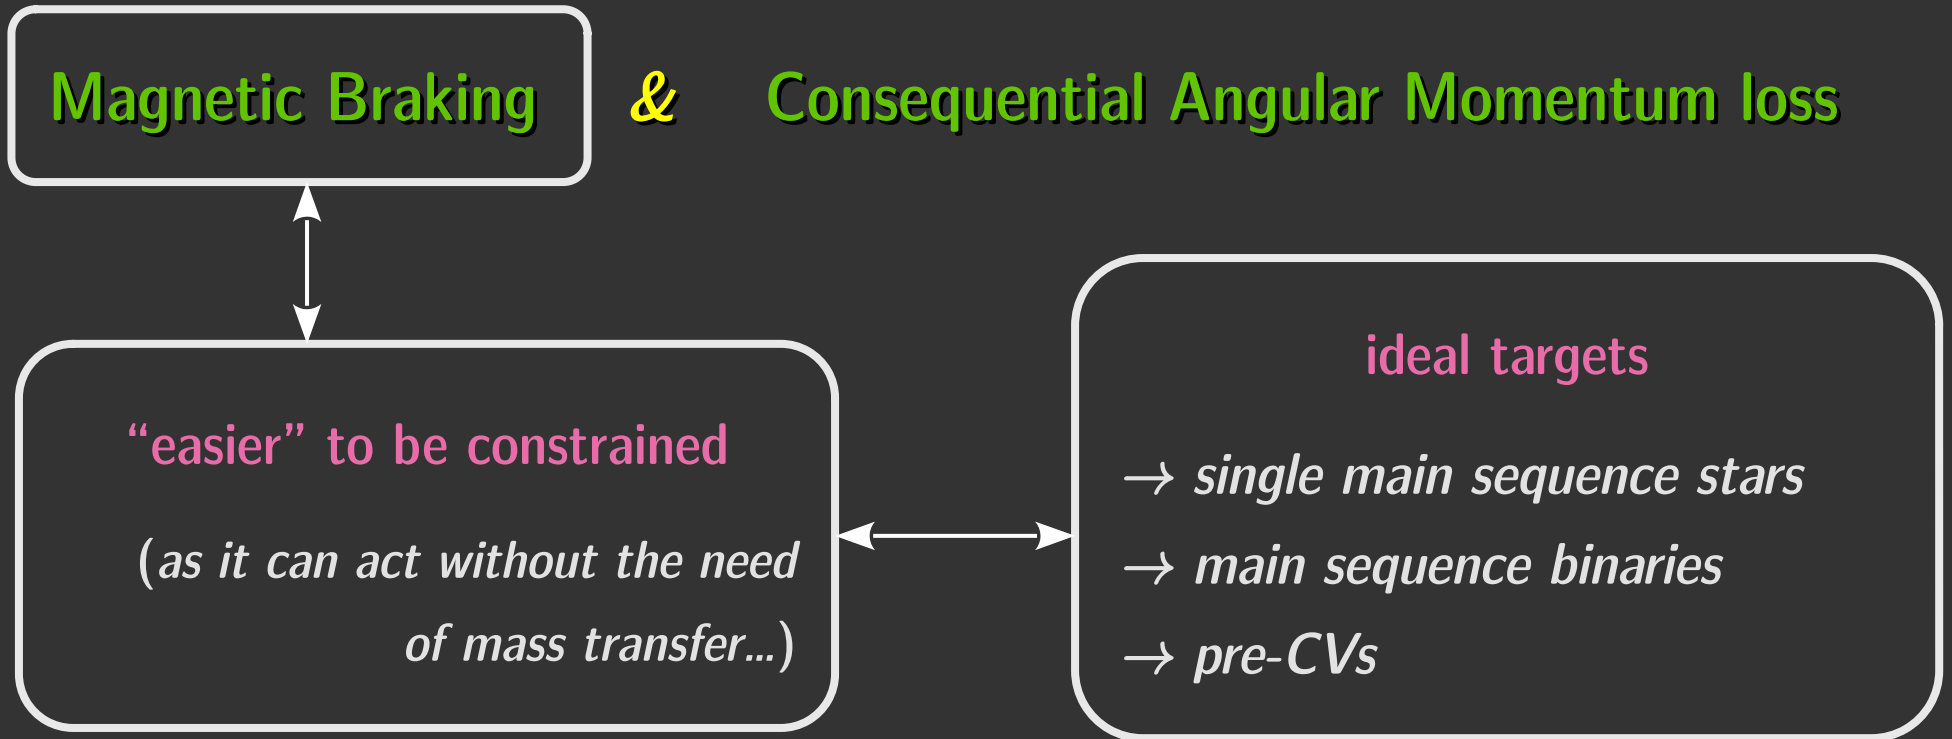 Magnetic Braking & Consequential Angular Momentum loss
“easier” to be constrained
(as it can act without the need
of mass transfer...)
ideal targets
→ single main sequence stars
→ main sequence binaries
→ pre-CVs